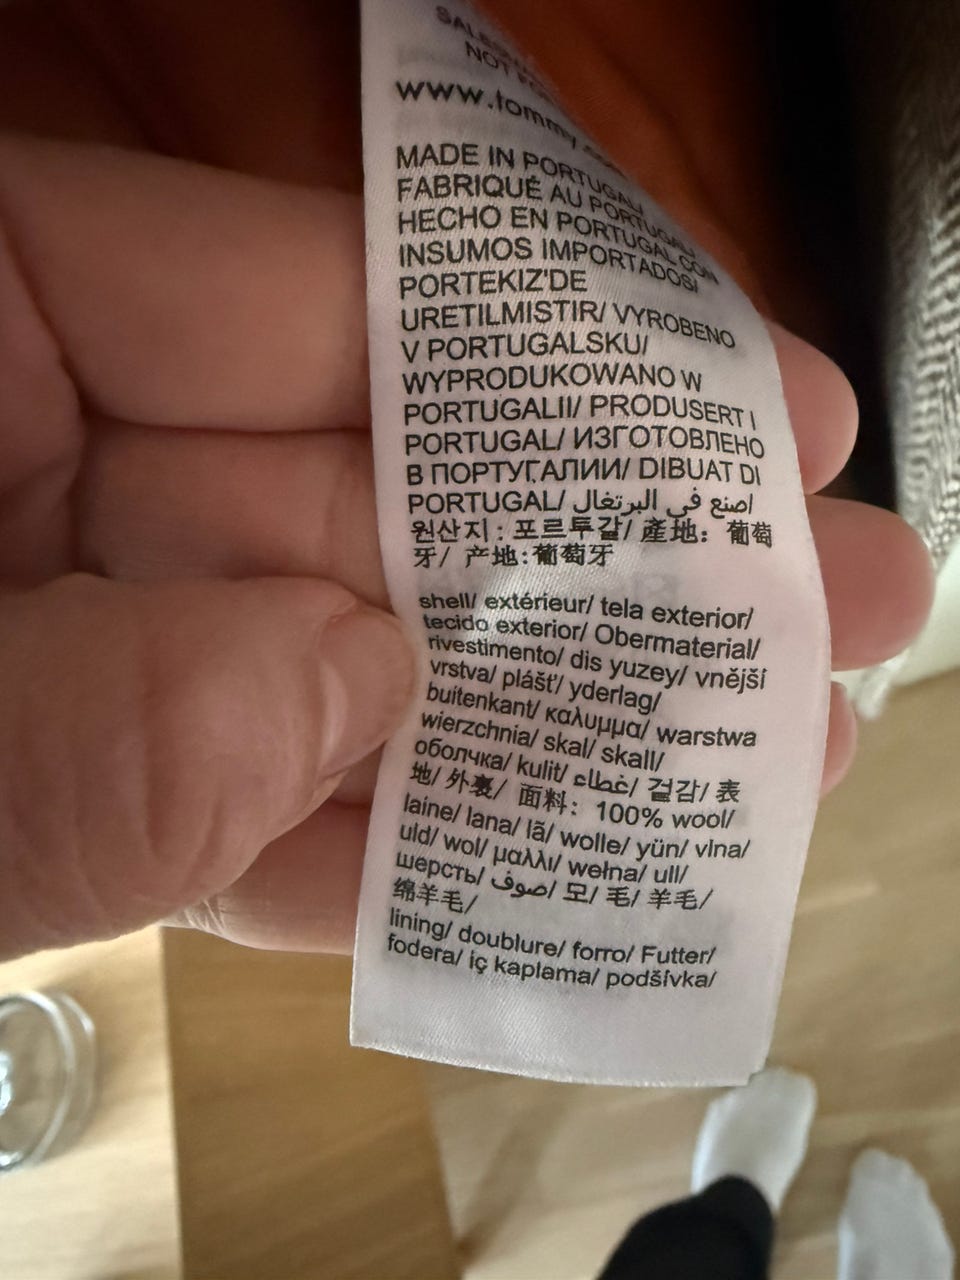 NOT FOR
www.tommy.co
MADE IN PORTUGAL/
FABRIQUÉ AU PORTUGAL/
HECHO EN PORTUGAL CON
INSUMOS IMPORTADOS/
PORTEKIZ'DE
URETILMISTIR/ VYROBENO
V PORTUGALSKU/
WYPRODUKOWANO W
PORTUGALII/ PRODUSERT I
PORTUGAL/ ИЗГОТОВЛЕНО
В ПОРТУГАЛИИ/ DIBUAT DI
PORTUGAL/ اصنع في البرتغال/
원산지 : 포르투갈/ 產地: 葡萄
牙/ 产地:葡萄牙
shell/ extérieur/ tela exterior/
tecido exterior/ Obermaterial/
rivestimento/ dis yuzey/ vnější
vrstva/ plášť/ yderlag/
buitenkant/ καλυμμα/ warstwa
wierzchnia/ skal/ skall/
оболчка/ kulit/ غطاء/ 겉감/ 表
地/ 外裏/ 面料: 100% wool/
laine/ lana/ lã/ wolle/ yün/ vlna/
uld/ wol/ μαλλι/ wełna/ ull/
шерсть/ صوف/ 모/ 毛/ 羊毛/
绵羊毛/
lining/ doublure/ forro/ Futter/
fodera/ iç kaplama/ podšívka/